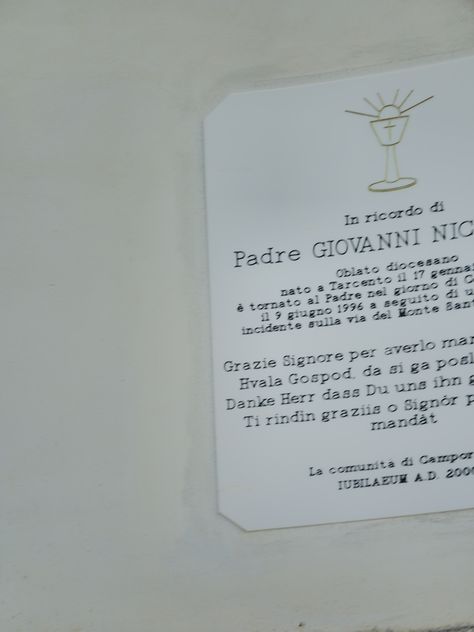 In ricordo di
Padre GIOVANNI NIC
Oblato diocesano
nato a Tarcento il 17 gennai
è tornato al Padre nel giorno di C
il 9 giugno 1996 a seguito di u
incidente sulla via del Monte Sant
Grazie Signore per averlo man
Hvala Gospod, da si ga posl
Danke Herr dass Du uns ihn g
Ti rindin graziis o Signôr p
mandât
La comunità di Campor
IUBILAEUM A.D. 2000